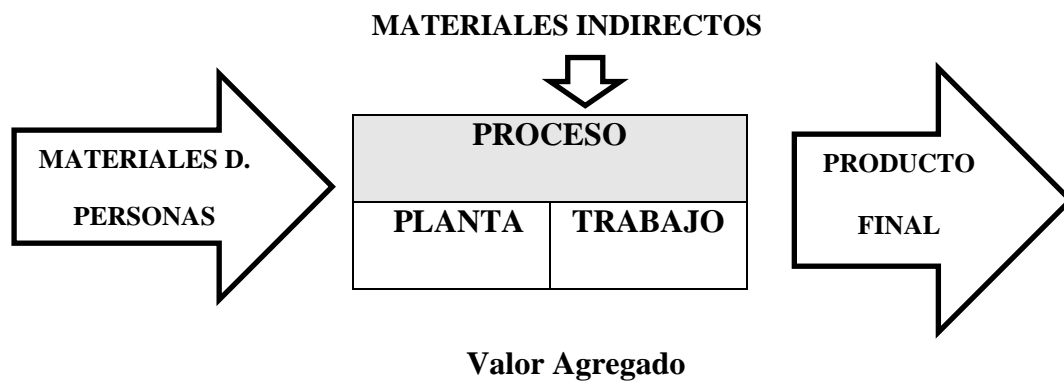 MATERIALES INDIRECTOS
PROCESO
MATERIALES D.
PERSONAS
PLANTA
TRABAJO
PRODUCTO
FINAL
Valor Agregado